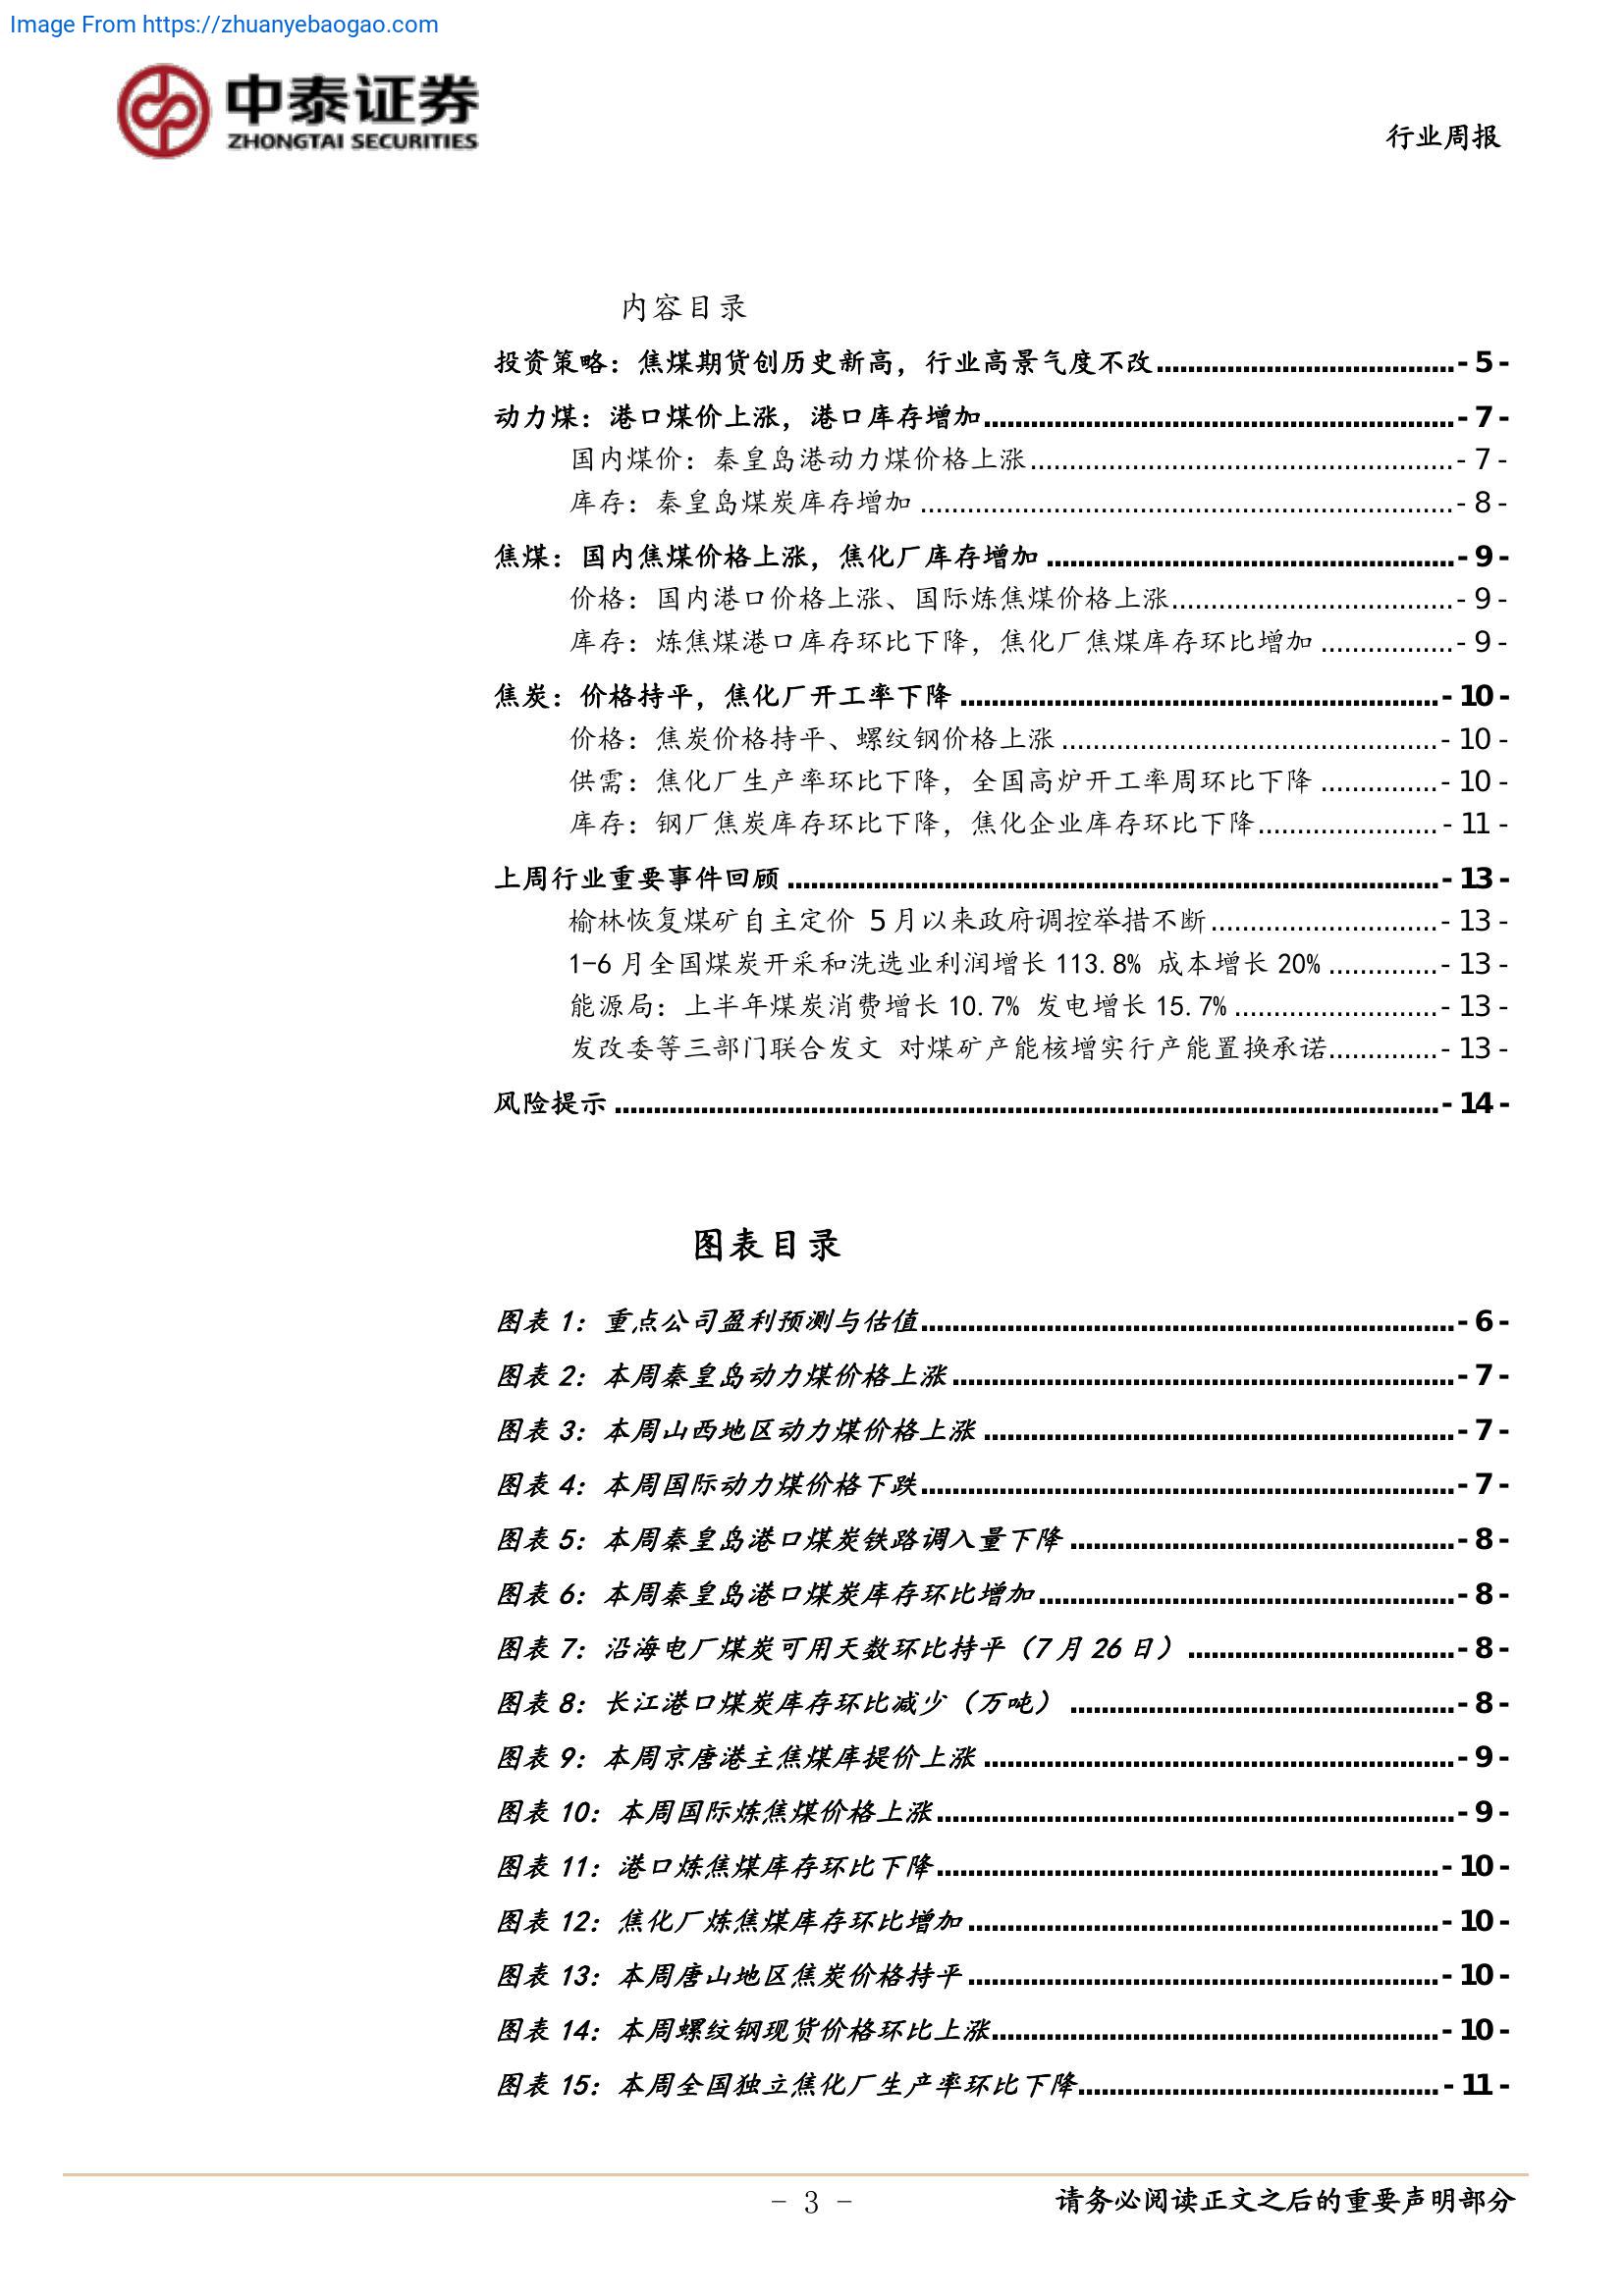 Image From https://zhuanyebaogao.com
中泰证券
ZHONGTAI SECURITIES
行业周报
内容目录
投资策略：焦煤期货创历史新高，行业高景气度不改......................................- 5 -
动力煤：港口煤价上涨，港口库存增加............................................................- 7 -
国内煤价：秦皇岛港动力煤价格上涨......................................................- 7 -
库存：秦皇岛煤炭库存增加....................................................................- 8 -
焦煤：国内焦煤价格上涨，焦化厂库存增加....................................................- 9 -
价格：国内港口价格上涨、国际炼焦煤价格上涨....................................- 9 -
库存：炼焦煤港口库存环比下降，焦化厂焦煤库存环比增加.................- 9 -
焦炭：价格持平，焦化厂开工率下降.............................................................- 10 -
价格：焦炭价格持平、螺纹钢价格上涨................................................- 10 -
供需：焦化厂生产率环比下降，全国高炉开工率周环比下降...............- 10 -
库存：钢厂焦炭库存环比下降，焦化企业库存环比下降.......................- 11 -
上周行业重要事件回顾...................................................................................- 13 -
榆林恢复煤矿自主定价 5月以来政府调控举措不断.............................- 13 -
1-6月全国煤炭开采和洗选业利润增长113.8% 成本增长20%..............- 13 -
能源局：上半年煤炭消费增长10.7% 发电增长15.7%..........................- 13 -
发改委等三部门联合发文 对煤矿产能核增实行产能置换承诺..............- 13 -
风险提示.........................................................................................................- 14 -
图表目录
图表1：重点公司盈利预测与估值....................................................................- 6 -
图表2：本周秦皇岛动力煤价格上涨................................................................- 7 -
图表3：本周山西地区动力煤价格上涨............................................................- 7 -
图表4：本周国际动力煤价格下跌....................................................................- 7 -
图表5：本周秦皇岛港口煤炭铁路调入量下降.................................................- 8 -
图表6：本周秦皇岛港口煤炭库存环比增加.....................................................- 8 -
图表7：沿海电厂煤炭可用天数环比持平（7月26日）..................................- 8 -
图表8：长江港口煤炭库存环比减少（万吨）.................................................- 8 -
图表9：本周京唐港主焦煤库提价上涨............................................................- 9 -
图表10：本周国际炼焦煤价格上涨..................................................................- 9 -
图表11：港口炼焦煤库存环比下降................................................................- 10 -
图表12：焦化厂炼焦煤库存环比增加............................................................- 10 -
图表13：本周唐山地区焦炭价格持平............................................................- 10 -
图表14：本周螺纹钢现货价格环比上涨.........................................................- 10 -
图表15：本周全国独立焦化厂生产率环比下降..............................................- 11 -
- 3 -
请务必阅读正文之后的重要声明部分